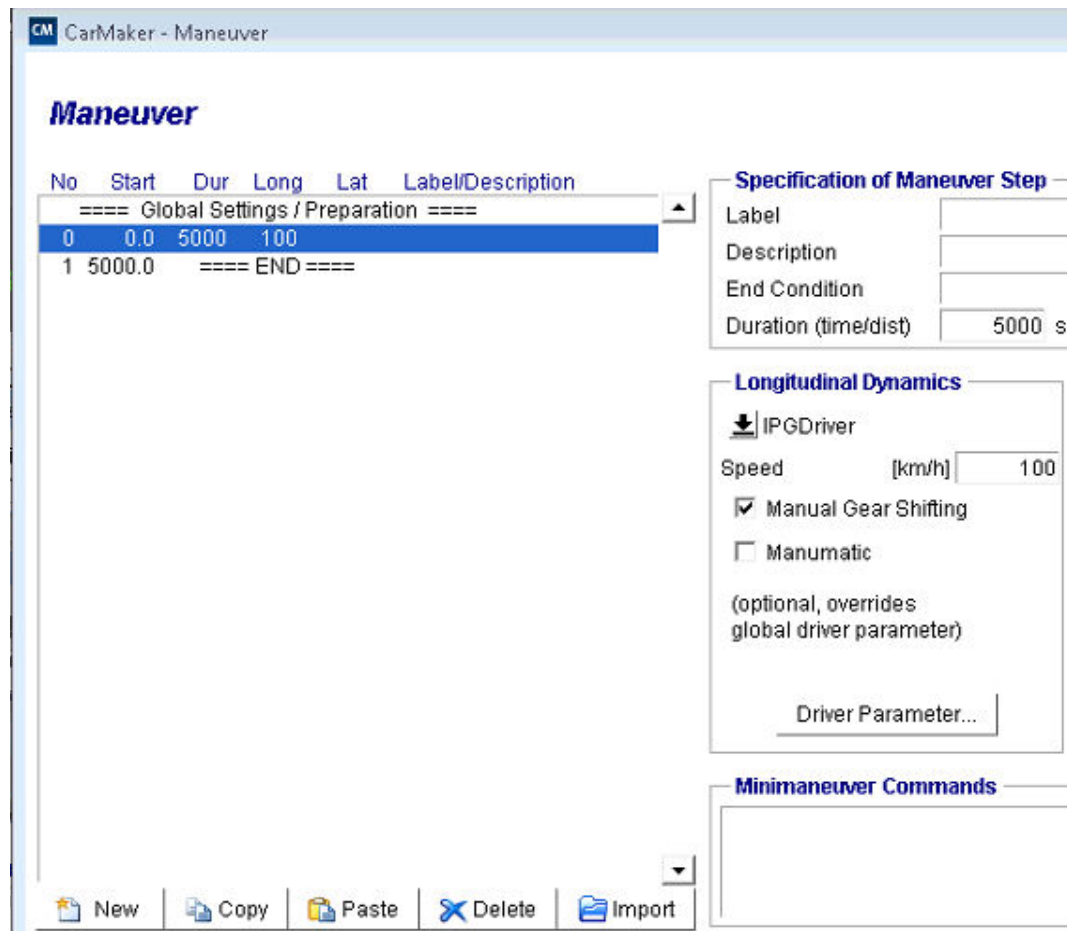 CM CarMaker - Maneuver
Maneuver
No Start Dur Long Lat Label/Description
==== Global Settings / Preparation ====
0 0.0 5000 100
1 5000.0 ==== END ====
New Copy Paste Delete Import
Specification of Maneuver Step
Label
Description
End Condition
Duration (time/dist) 5000 s
Longitudinal Dynamics
IPGDriver
Speed [km/h] 100
Manual Gear Shifting
Manumatic
(optional, overrides
global driver parameter)
Driver Parameter...
Minimaneuver Commands